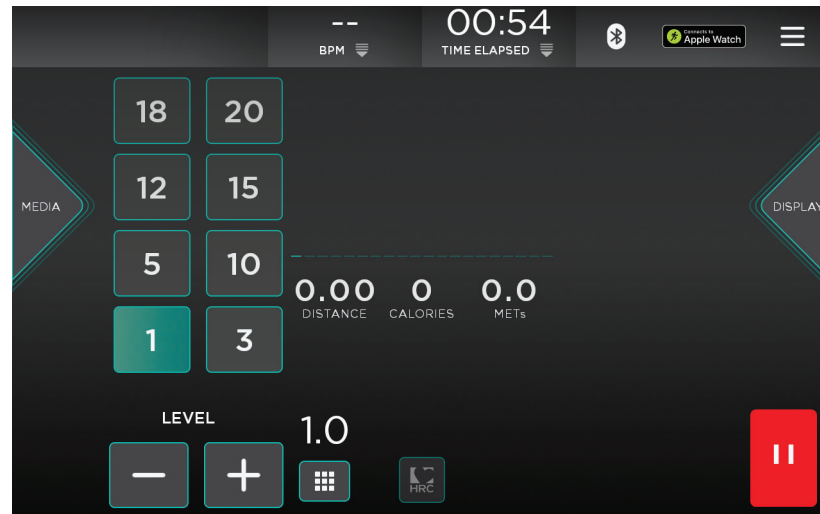 -- 00:54
BPM TIME ELAPSED
Connects to
Apple Watch
18 20
12 15
MEDIA DISPLAY
5 10
0.00 0 0.0
DISTANCE CALORIES METs
1 3
LEVEL
1.0
− +
HRC